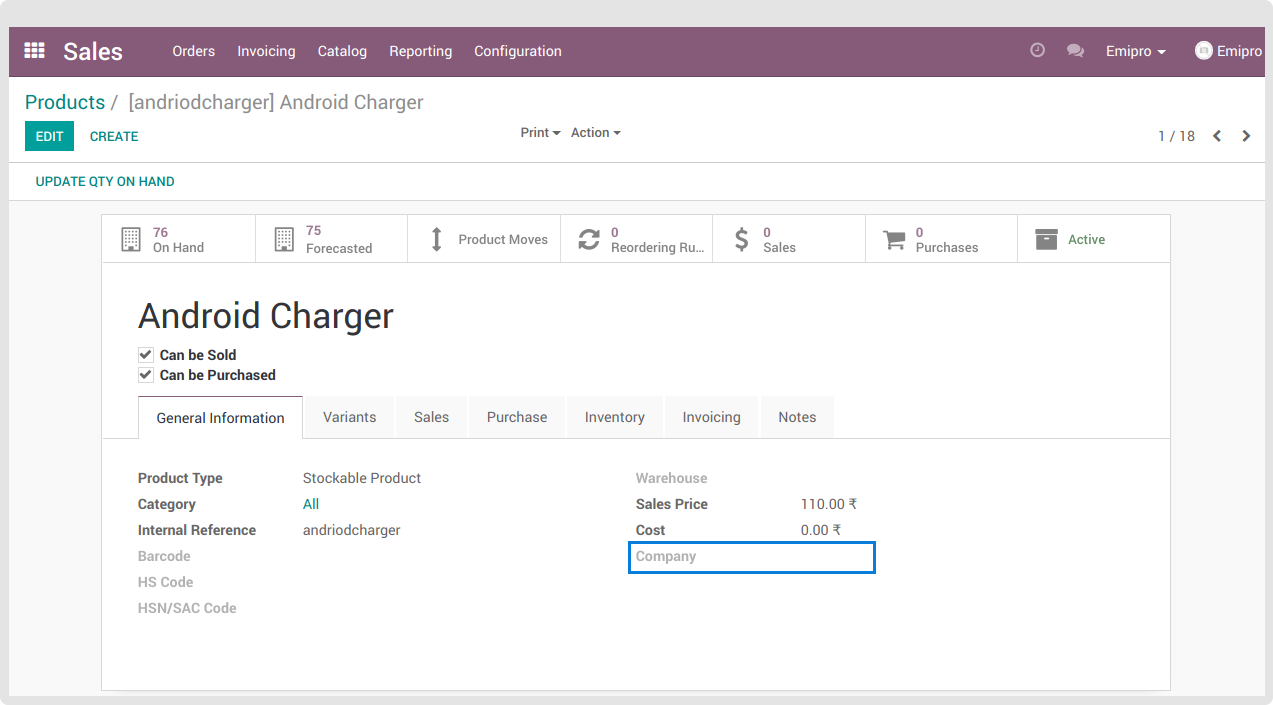 Sales Orders Invoicing Catalog Reporting Configuration Emipro Emipro
Products / [andriodcharger] Android Charger
EDIT CREATE Print Action 1 / 18
UPDATE QTY ON HAND
76 On Hand
75 Forecasted
Product Moves
0 Reordering Ru...
$ 0 Sales
0 Purchases
Active
Android Charger
Can be Sold
Can be Purchased
General Information Variants Sales Purchase Inventory Invoicing Notes
Product Type Stockable Product
Category All
Internal Reference andriodcharger
Barcode
HS Code
HSN/SAC Code
Warehouse
Sales Price 110.00 ₹
Cost 0.00 ₹
Company